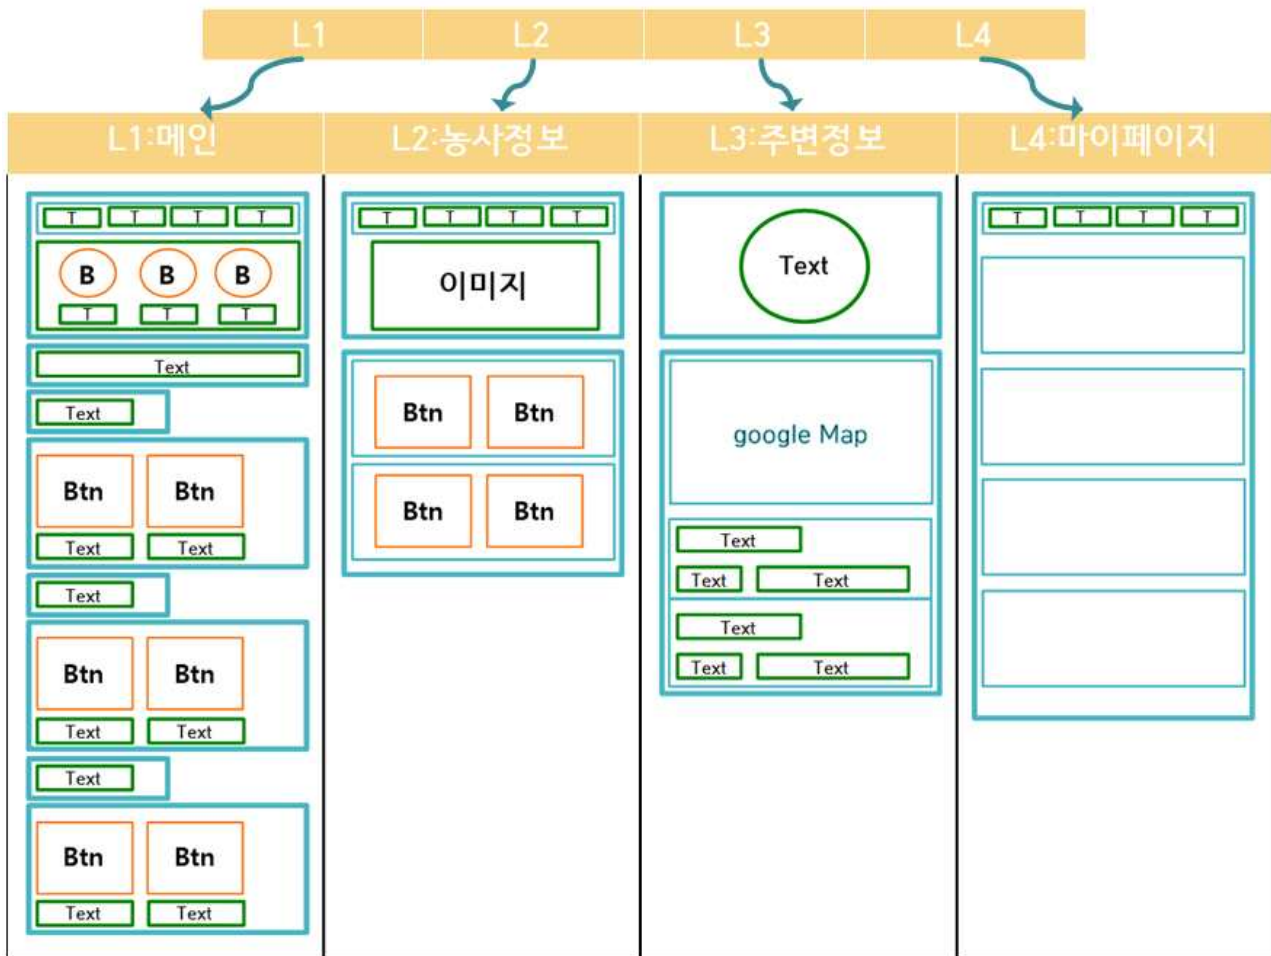 L1 L2 L3 L4
L1:메인 L2:농사정보 L3:주변정보 L4:마이페이지
T T T T
B B B
T T T
Text
Text
Btn Btn
Text Text
Text
Btn Btn
Text Text
Text
Btn Btn
Text Text
T T T T
이미지
Btn Btn
Btn Btn
Text
google Map
Text
Text Text
Text
Text Text
T T T T